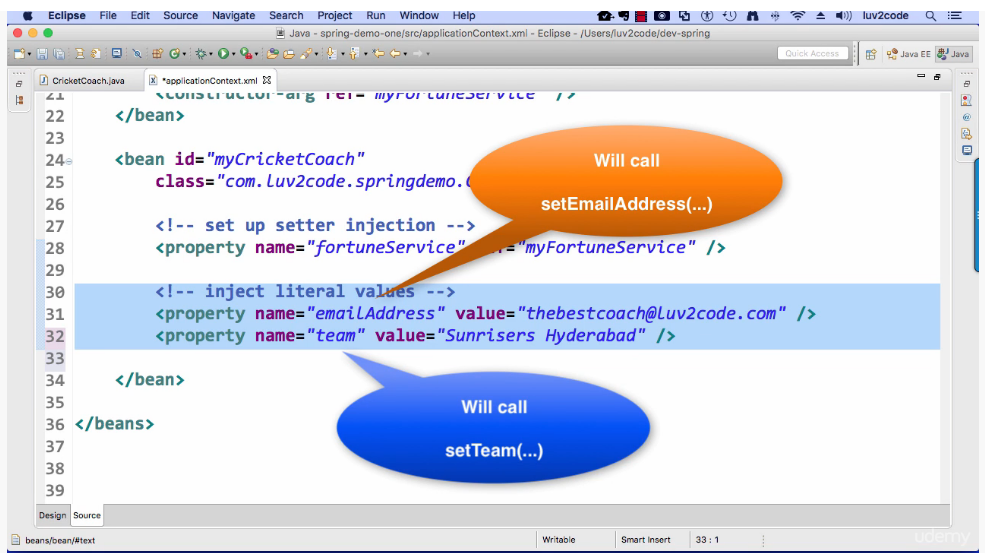 Eclipse File Edit Source Navigate Search Project Run Window Help luv2code
Java - spring-demo-one/src/applicationContext.xml - Eclipse - /Users/luv2code/dev-spring
Quick Access Java EE Java
CricketCoach.java *applicationContext.xml
21 <constructor-arg ref="myFortuneService" />
22 </bean>
23
24 <bean id="myCricketCoach"
25 class="com.luv2code.springdemo.
26
27 <!-- set up setter injection -->
28 <property name="fortuneService" "myFortuneService" />
29
30 <!-- inject literal values -->
31 <property name="emailAddress" value="thebestcoach@luv2code.com" />
32 <property name="team" value="Sunrisers Hyderabad" />
33
34 </bean>
35
36 </beans>
37
38
39
Will call
setEmailAddress(...)
Will call
setTeam(...)
Design Source
beans/bean/#text Writable Smart Insert 33 : 1
udemy